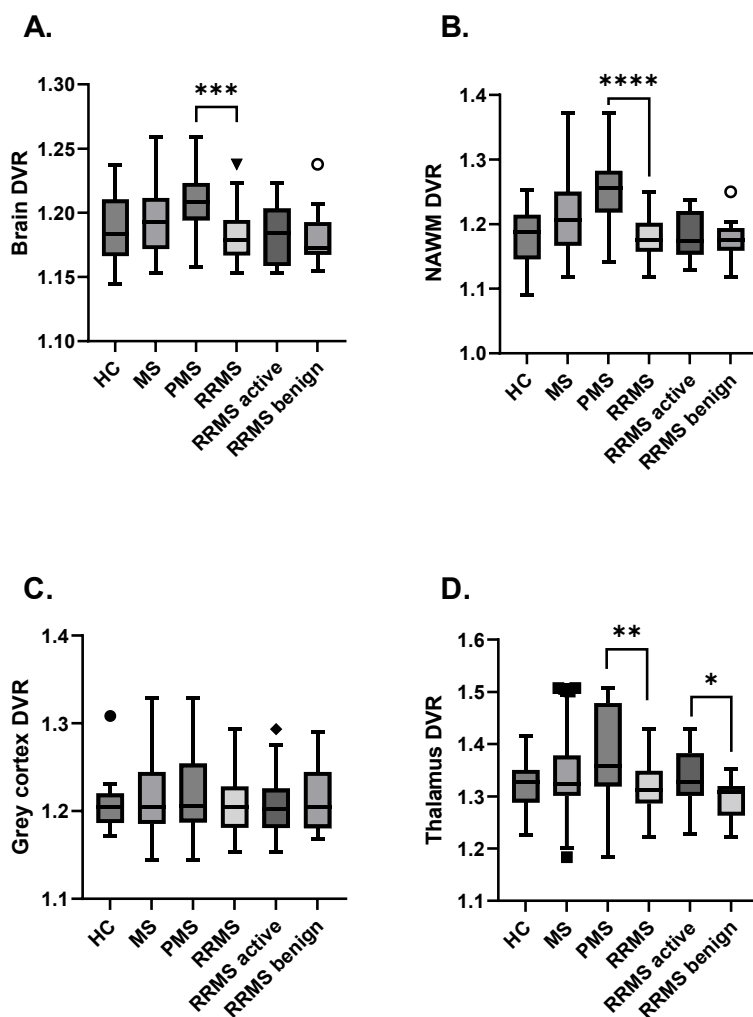 A.
B.
***
****
Brain DVR
1.30
1.25
1.20
1.15
1.10
HC
MS
PMS
RRMS
RRMS active
RRMS benign
NAWM DVR
1.4
1.3
1.2
1.1
1.0
HC
MS
PMS
RRMS
RRMS active
RRMS benign
C.
D.
Grey cortex DVR
1.4
1.3
1.2
1.1
HC
MS
PMS
RRMS
RRMS active
RRMS benign
**
*
Thalamus DVR
1.6
1.5
1.4
1.3
1.2
1.1
HC
MS
PMS
RRMS
RRMS active
RRMS benign